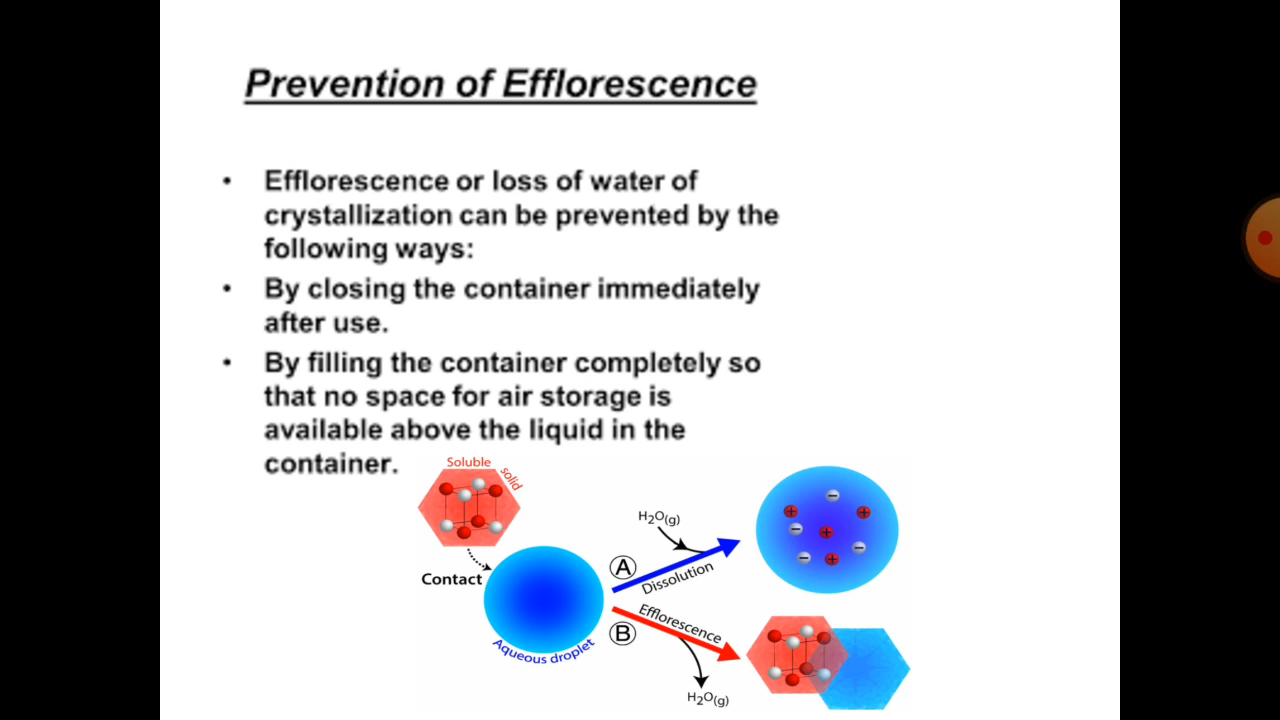 Prevention of Efflorescence
• Efflorescence or loss of water of
crystallization can be prevented by the
following ways:
• By closing the container immediately
after use.
• By filling the container completely so
that no space for air storage is
available above the liquid in the
container.
Soluble solid
Contact
Aqueous droplet
H2O(g)
A
Dissolution
Efflorescence
B
H2O(g)
− + + − + − − +